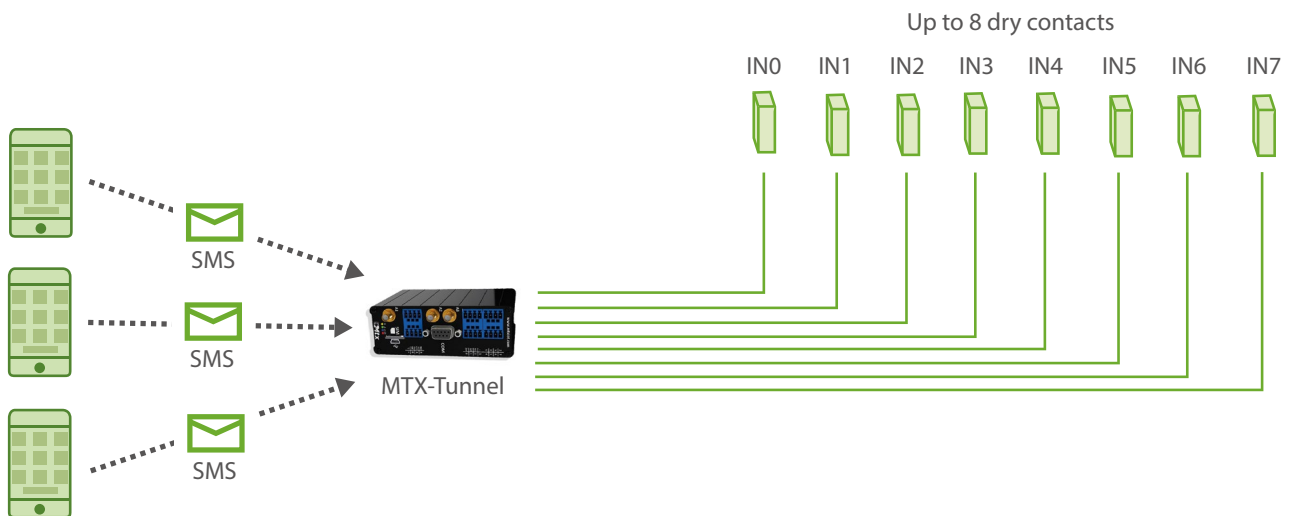 Up to 8 dry contacts
IN0 IN1 IN2 IN3 IN4 IN5 IN6 IN7
SMS
SMS
MTX-Tunnel
SMS